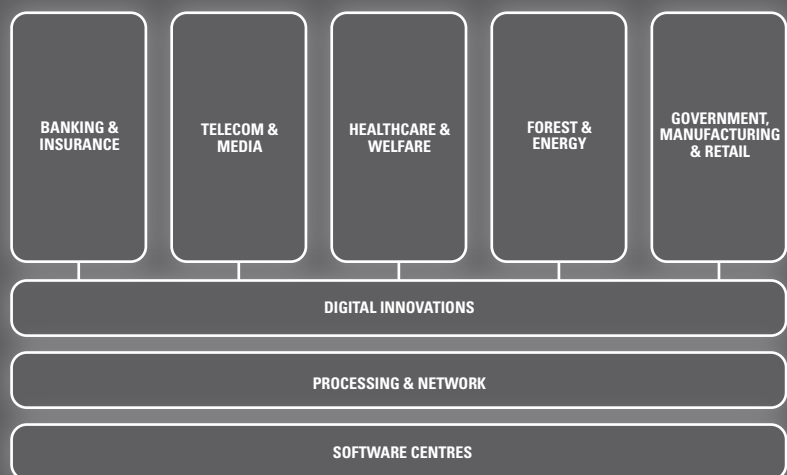 BANKING &
INSURANCE
TELECOM &
MEDIA
HEALTHCARE &
WELFARE
FOREST &
ENERGY
GOVERNMENT,
MANUFACTURING
& RETAIL
DIGITAL INNOVATIONS
PROCESSING & NETWORK
SOFTWARE CENTRES